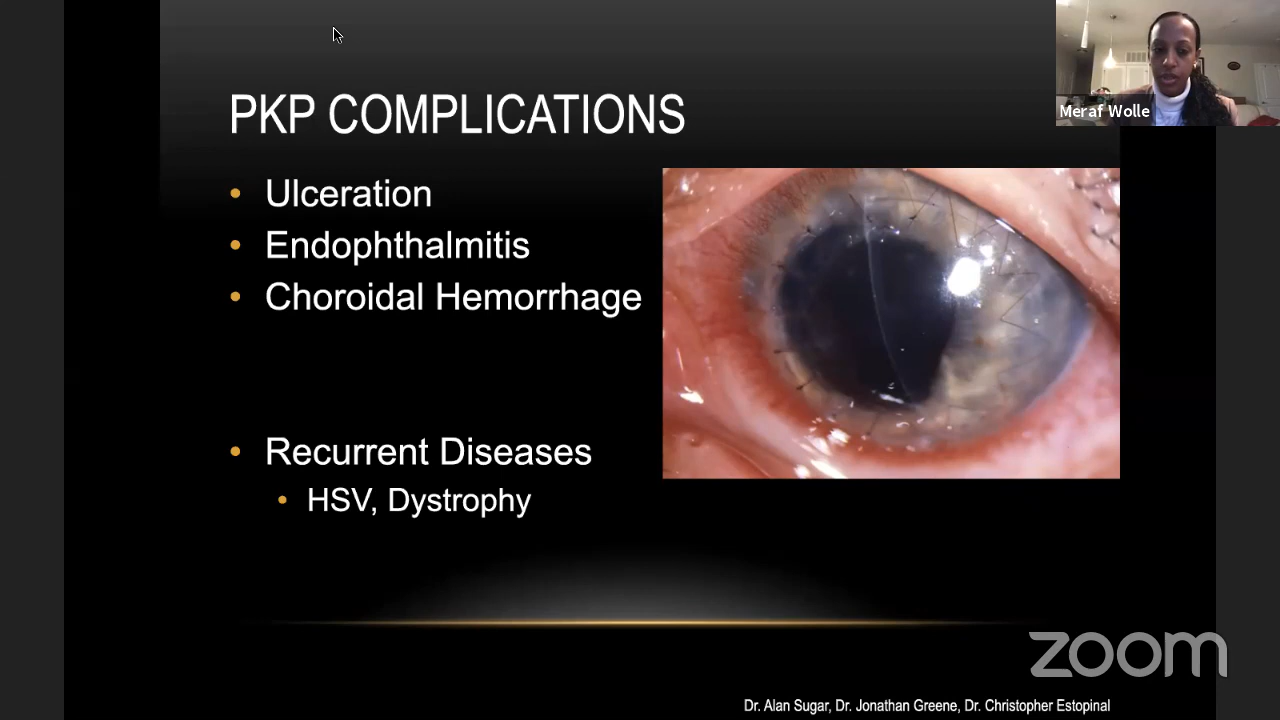 PKP COMPLICATIONS
Meraf Wolle
Ulceration
Endophthalmitis
Choroidal Hemorrhage
Recurrent Diseases
HSV, Dystrophy
zoom
Dr. Alan Sugar, Dr. Jonathan Greene, Dr. Christopher Estopinal